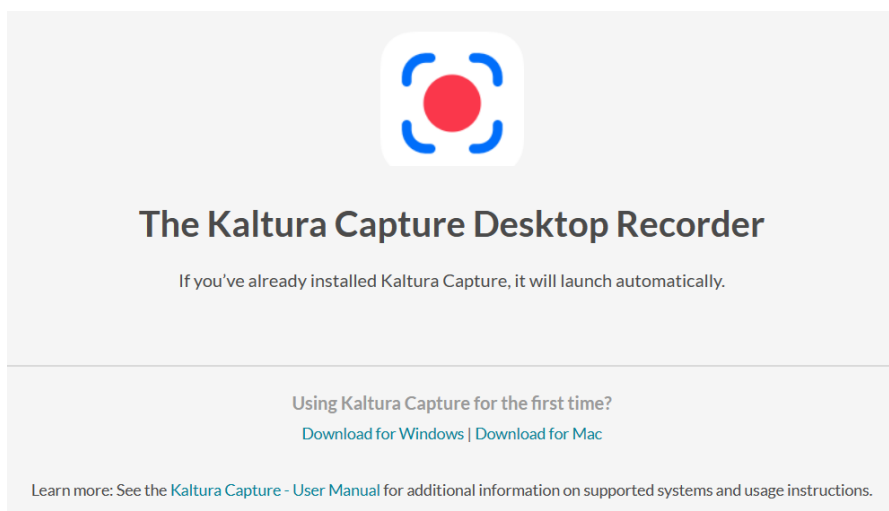 The Kaltura Capture Desktop Recorder
If you’ve already installed Kaltura Capture, it will launch automatically.
Using Kaltura Capture for the first time?
Download for Windows | Download for Mac
Learn more: See the Kaltura Capture - User Manual for additional information on supported systems and usage instructions.